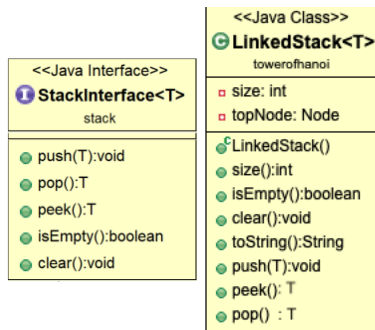 <<Java Interface>>
I StackInterface<T>
stack
push(T):void
pop():T
peek():T
isEmpty():boolean
clear():void
<<Java Class>>
C LinkedStack<T>
towerofhanoi
size: int
topNode: Node
C LinkedStack()
size():int
isEmpty():boolean
clear():void
toString():String
push(T):void
peek(): T
pop() : T